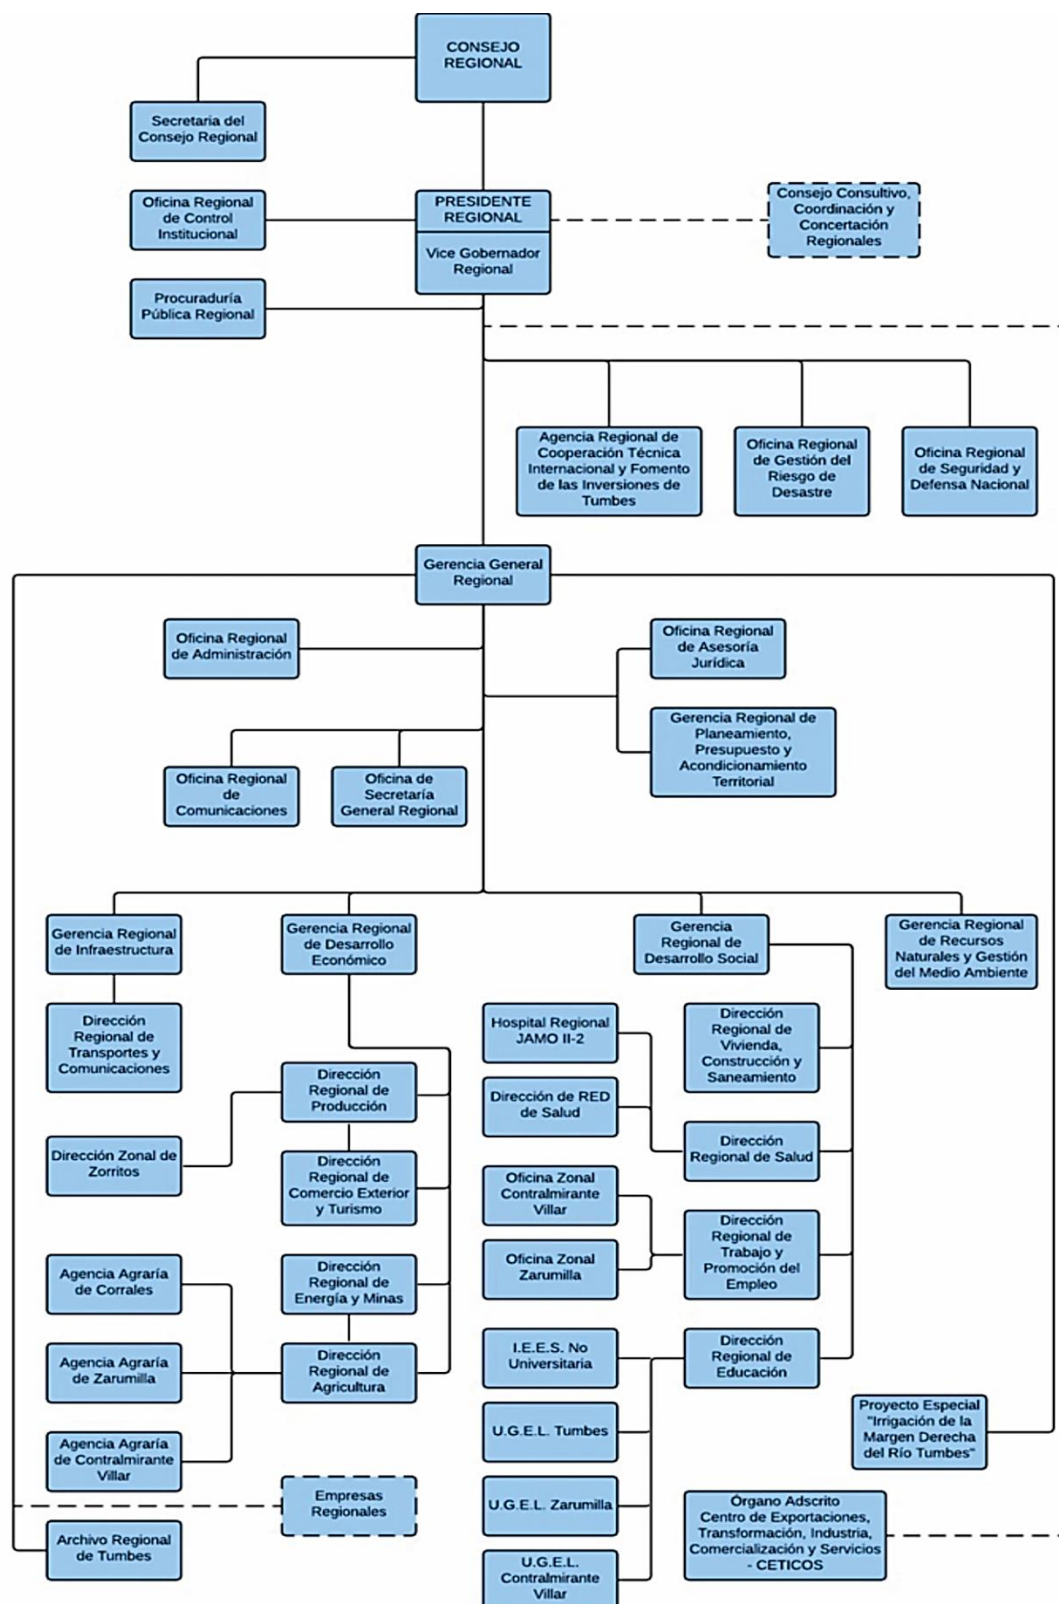 CONSEJO
REGIONAL
Secretaria del
Consejo Regional
Oficina Regional
de Control
Institucional
PRESIDENTE
REGIONAL
Vice Gobernador
Regional
Consejo Consultivo,
Coordinación y
Concertación
Regionales
Procuraduría
Pública Regional
Agencia Regional de
Cooperación Técnica
Internacional y Fomento
de las Inversiones de
Tumbes
Oficina Regional
de Gestión del
Riesgo de
Desastre
Oficina Regional
de Seguridad y
Defensa Nacional
Gerencia General
Regional
Oficina Regional
de Administración
Oficina Regional
de Asesoría
Jurídica
Gerencia Regional de
Planeamiento,
Presupuesto y
Acondicionamiento
Territorial
Oficina Regional
de
Comunicaciones
Oficina de
Secretaría
General Regional
Gerencia Regional
de Infraestructura
Gerencia Regional
de Desarrollo
Económico
Gerencia
Regional de
Desarrollo Social
Gerencia Regional
de Recursos
Naturales y Gestión
del Medio Ambiente
Dirección
Regional de
Transportes y
Comunicaciones
Dirección
Regional de
Producción
Dirección Zonal de
Zorritos
Dirección
Regional de
Comercio Exterior
y Turismo
Agencia Agraría
de Corrales
Dirección
Regional de
Energía y Minas
Agencia Agraría
de Zarumilla
Dirección
Regional de
Agricultura
Agencia Agraría
de Contralmirante
Villar
Empresas
Regionales
Archivo Regional
de Tumbes
Hospital Regional
JAMO II-2
Dirección
Regional de
Vivienda,
Construcción y
Saneamiento
Dirección de RED
de Salud
Dirección
Regional de Salud
Oficina Zonal
Contralmirante
Villar
Dirección
Regional de
Trabajo y
Promoción del
Empleo
Oficina Zonal
Zarumilla
I.E.E.S. No
Universitaria
Dirección
Regional de
Educación
U.G.E.L. Tumbes
U.G.E.L. Zarumilla
U.G.E.L.
Contralmirante
Villar
Proyecto Especial
"Irrigación de la
Margen Derecha
del Río Tumbes"
Órgano Adscrito
Centro de Exportaciones,
Transformación, Industria,
Comercialización y Servicios
- CETICOS